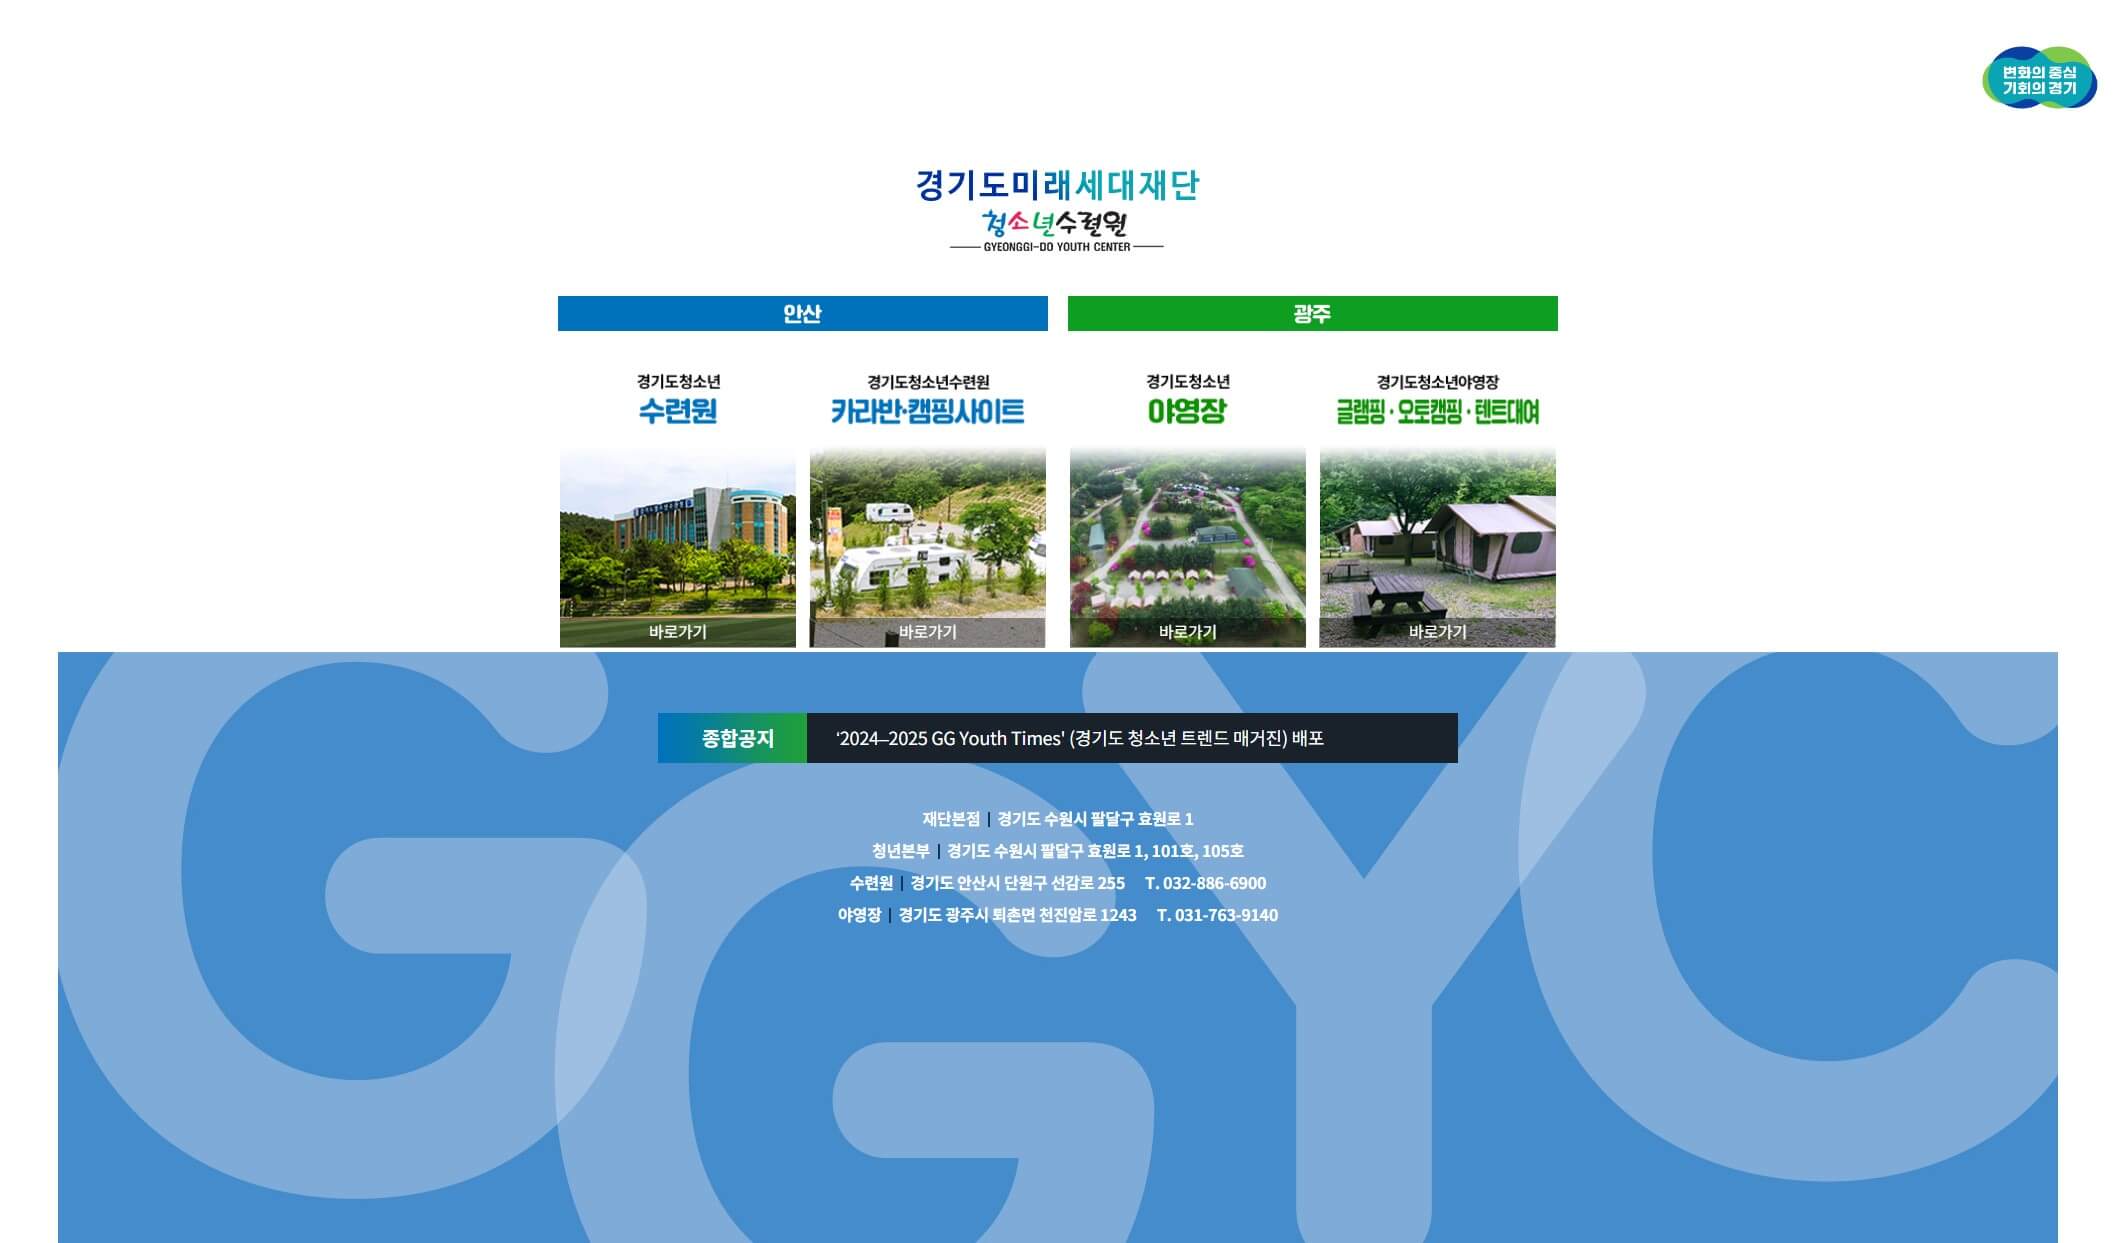 변화의 중심
기회의 경기
경기도미래세대재단
청소년수련원
GYEONGGI-DO YOUTH CENTER
안산
광주
경기도청소년
수련원
경기도청소년수련원
카라반·캠핑사이트
경기도청소년
야영장
경기도청소년야영장
글램핑·오토캠핑·텐트대여
바로가기
바로가기
바로가기
바로가기
종합공지
‘2024–2025 GG Youth Times' (경기도 청소년 트렌드 매거진) 배포
재단본점 | 경기도 수원시 팔달구 효원로 1
청년본부 | 경기도 수원시 팔달구 효원로 1, 101호, 105호
수련원 | 경기도 안산시 단원구 선감로 255 T. 032-886-6900
야영장 | 경기도 광주시 퇴촌면 천진암로 1243 T. 031-763-9140
GGYC